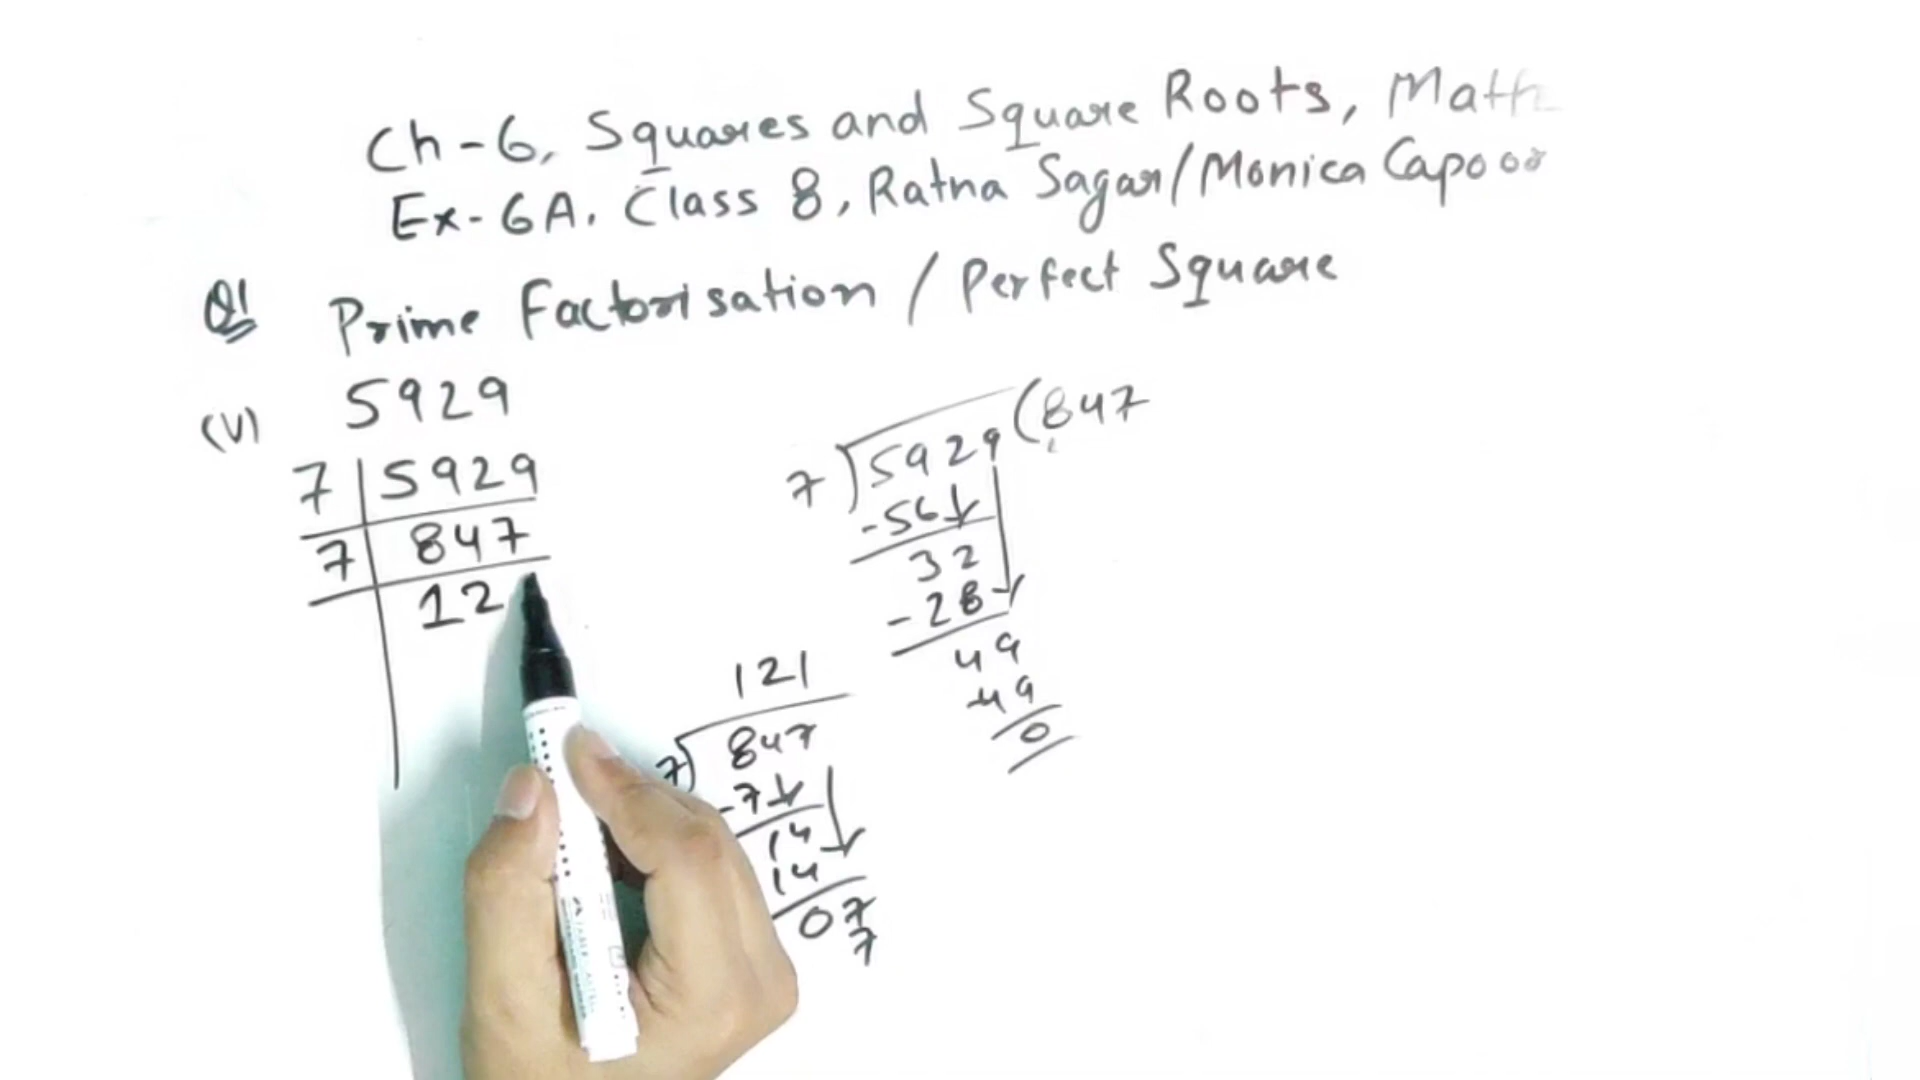 Ch-6, Squares and Square Roots, Math
Ex-6A, Class 8, Ratna Sagar/Monica Capoor
Q1 Prime Factorisation / Perfect Square
(V) 5929
7 | 5929
7 | 847
12
7 ) 5929 ( 847
-56
32
-28
49
49
0
121
7 ) 847
-7
14
14
07
7